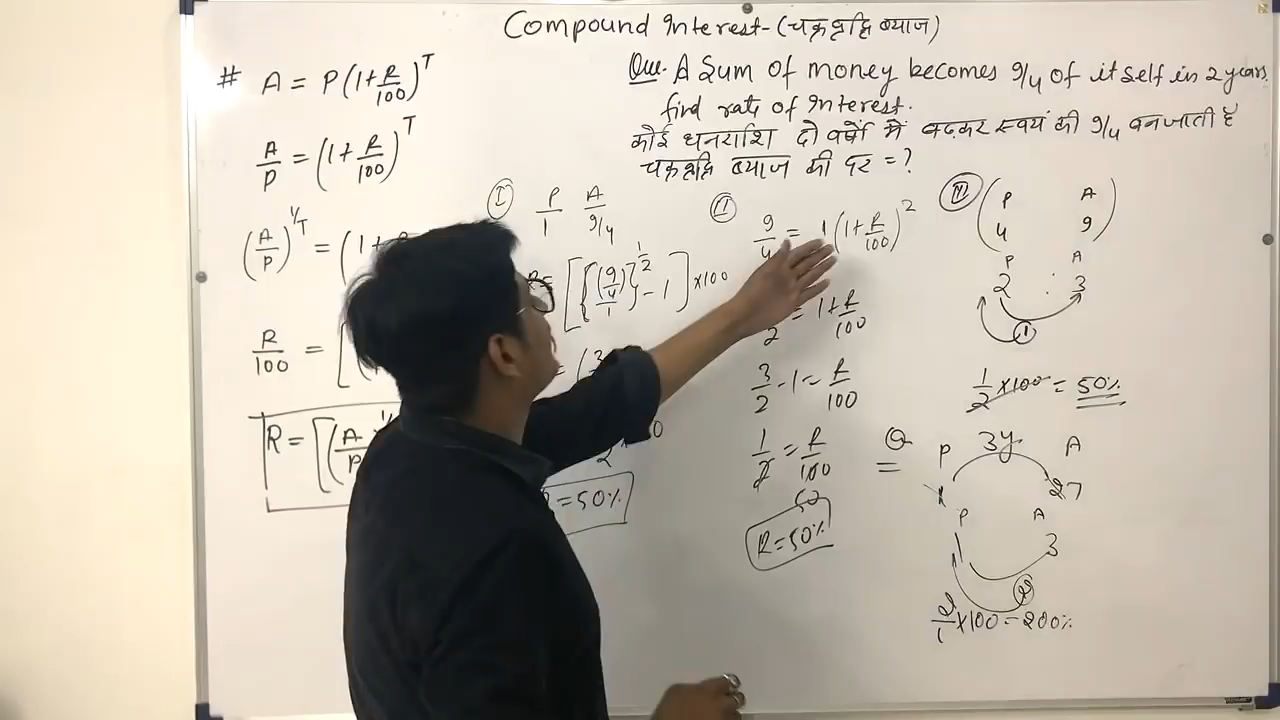 Compound Interest-(चक्रवृद्धि ब्याज)
# A = P(1+R/100)^T
A/P = (1+R/100)^T
(A/P)^1/T = (1+
R/100 = [
R = [(A/P
Que. A Sum of money becomes 9/4 of itself in 2 years.
find rate of Interest.
कोई धनराशि दो वर्षों में बढ़कर स्वयं की 9/4 बन जाती है
चक्रवृद्धि ब्याज की दर = ?
I P A
1 9/4
[{(9/4)/1}^1/2 - 1] ×100
R = 50%
II 9/4 = 1(1+R/100)^2
2 = 1+R/100
3/2 - 1 = R/100
1/2 = R/100
50
R = 50%
(P A
4 9)
P A
2 : 3
1
1/2 ×100 = 50%
Q P 3y A
1 27
P A
1 3
2
2/1 ×100 = 200%